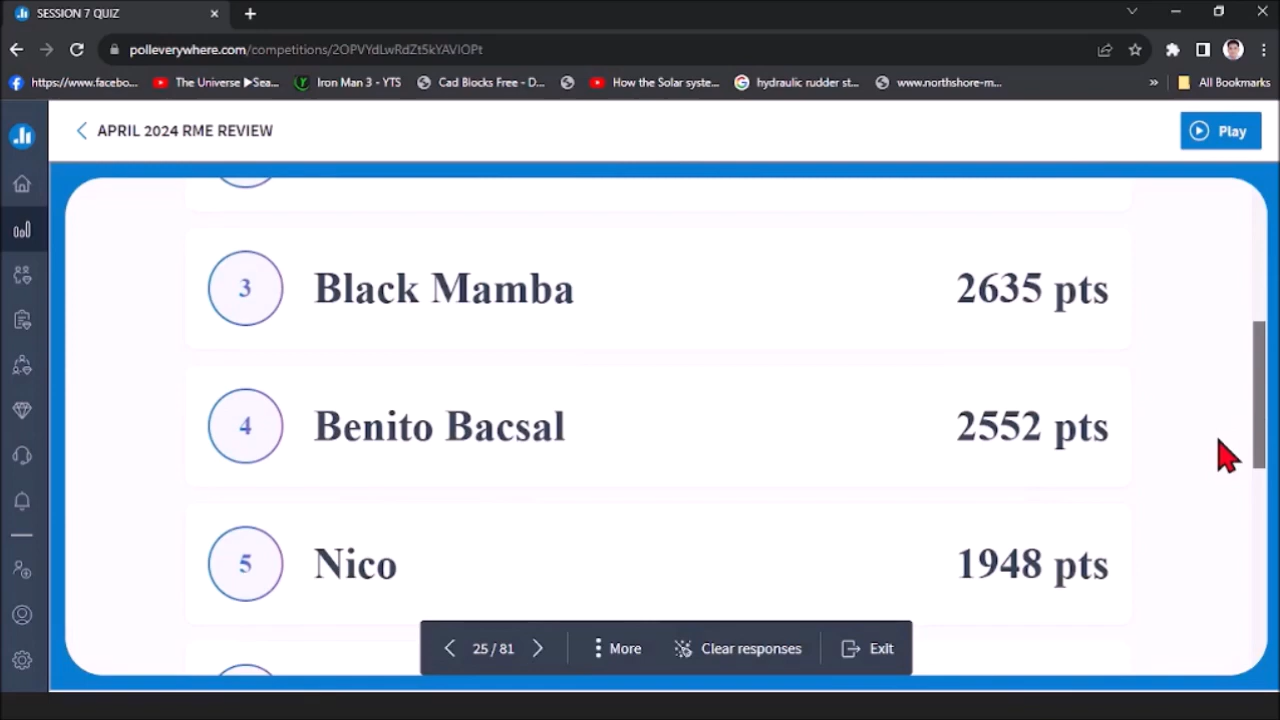 SESSION 7 QUIZ
polleverywhere.com/competitions/2OPVYdLwRdZt5kYAVIOPt
https://www.facebo... The Universe ▶Sea... Iron Man 3 - YTS Cad Blocks Free - D... How the Solar syste... hydraulic rudder st... www.northshore-m... » All Bookmarks
APRIL 2024 RME REVIEW Play
3 Black Mamba 2635 pts
4 Benito Bacsal 2552 pts
5 Nico 1948 pts
25 / 81 More Clear responses Exit